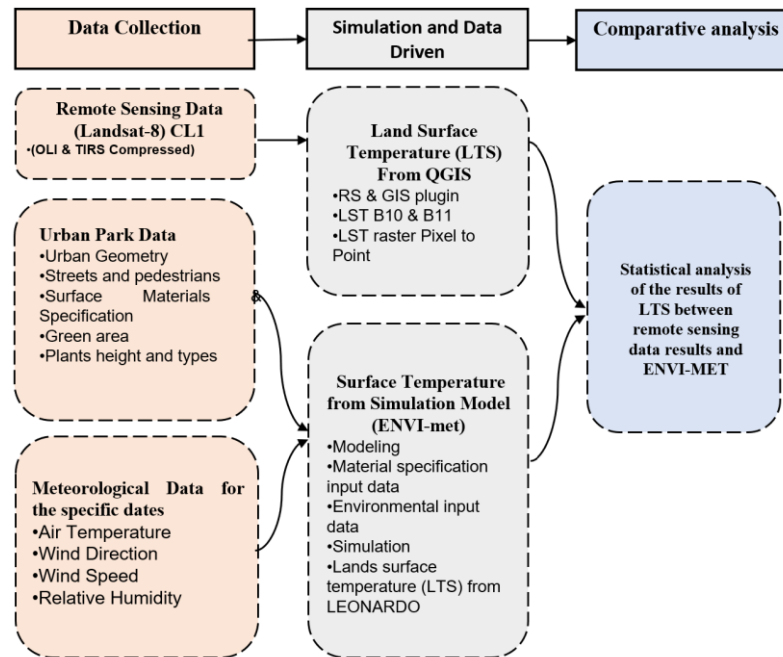 Data Collection
Simulation and Data
Driven
Comparative analysis
Remote Sensing Data
(Landsat-8) CL1
•(OLI & TIRS Compressed)
Urban Park Data
•Urban Geometry
•Streets and pedestrians
•Surface Materials &
Specification
•Green area
•Plants height and types
Meteorological Data for
the specific dates
•Air Temperature
•Wind Direction
•Wind Speed
•Relative Humidity
Land Surface
Temperature (LTS)
From QGIS
•RS & GIS plugin
•LST B10 & B11
•LST raster Pixel to
Point
Surface Temperature
from Simulation Model
(ENVI-met)
•Modeling
•Material specification
input data
•Environmental input
data
•Simulation
•Lands surface
temperature (LTS) from
LEONARDO
Statistical analysis
of the results of
LTS between
remote sensing
data results and
ENVI-MET